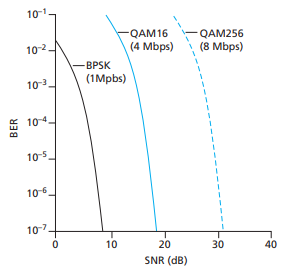 10⁻¹
10⁻²
10⁻³
10⁻⁴
10⁻⁵
10⁻⁶
10⁻⁷
BER
QAM16
(4 Mbps)
QAM256
(8 Mbps)
BPSK
(1Mpbs)
0
10
20
30
40
SNR (dB)